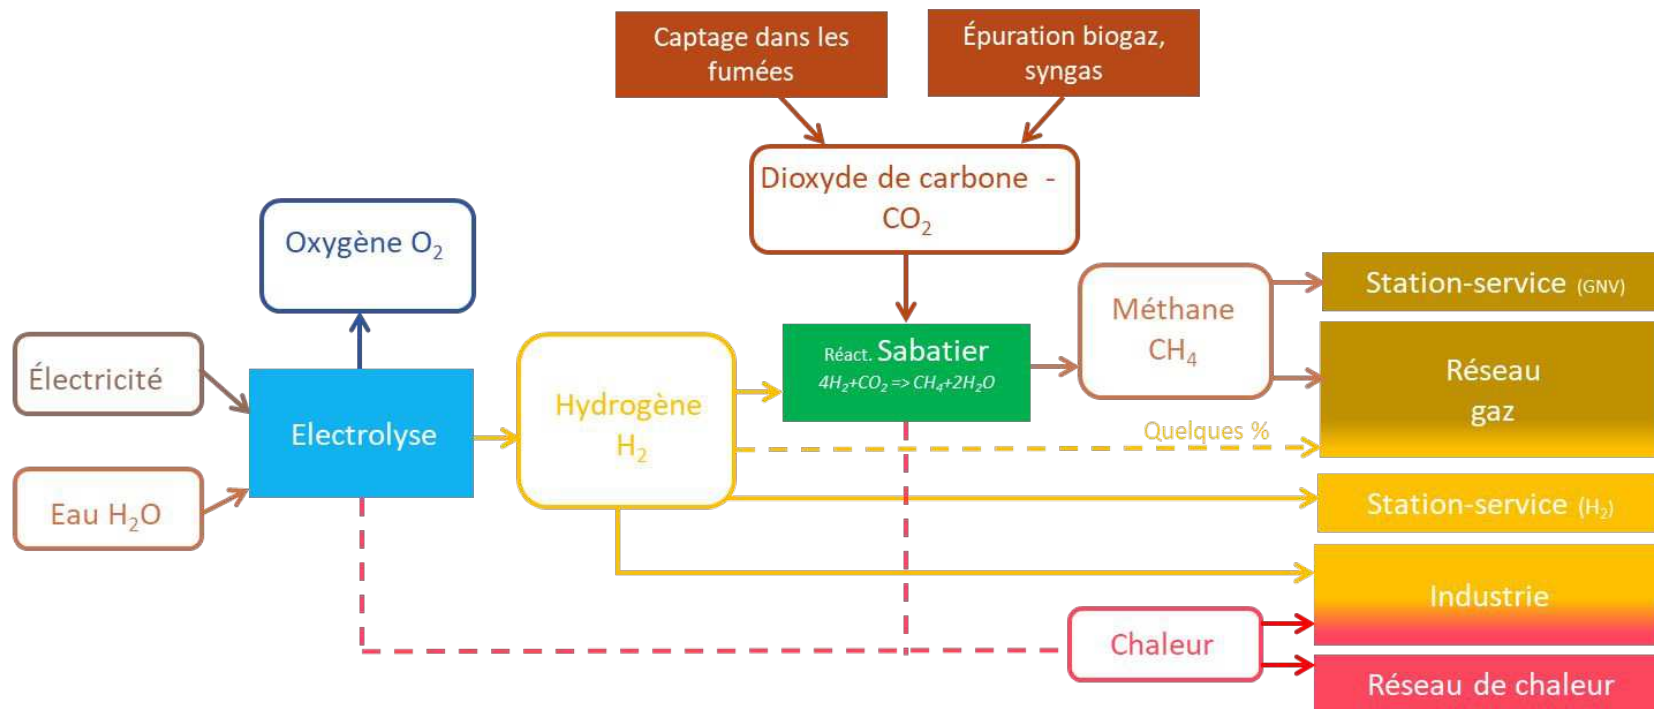 Captage dans les
fumées
Épuration biogaz,
syngas
Dioxyde de carbone -
CO₂
Oxygène O₂
Station-service (GNV)
Méthane
CH₄
Électricité
Réact. Sabatier
4H₂+CO₂ => CH₄+2H₂O
Réseau
gaz
Electrolyse
Hydrogène
H₂
Quelques %
Eau H₂O
Station-service (H₂)
Industrie
Chaleur
Réseau de chaleur